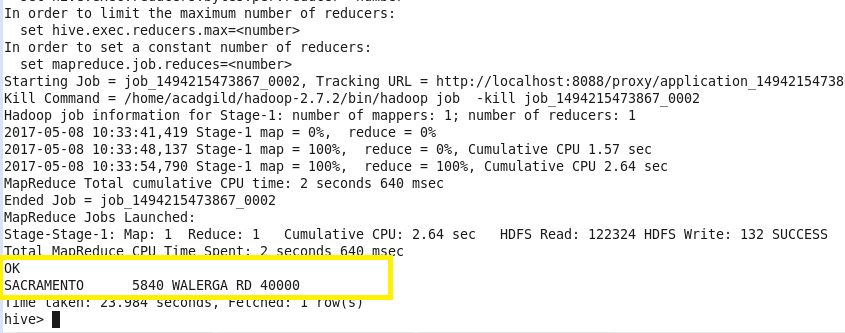 In order to limit the maximum number of reducers:
  set hive.exec.reducers.max=<number>
In order to set a constant number of reducers:
  set mapreduce.job.reduces=<number>
Starting Job = job_1494215473867_0002, Tracking URL = http://localhost:8088/proxy/application_14942154738
Kill Command = /home/acadgild/hadoop-2.7.2/bin/hadoop job  -kill job_1494215473867_0002
Hadoop job information for Stage-1: number of mappers: 1; number of reducers: 1
2017-05-08 10:33:41,419 Stage-1 map = 0%,  reduce = 0%
2017-05-08 10:33:48,137 Stage-1 map = 100%,  reduce = 0%, Cumulative CPU 1.57 sec
2017-05-08 10:33:54,790 Stage-1 map = 100%,  reduce = 100%, Cumulative CPU 2.64 sec
MapReduce Total cumulative CPU time: 2 seconds 640 msec
Ended Job = job_1494215473867_0002
MapReduce Jobs Launched:
Stage-Stage-1: Map: 1  Reduce: 1   Cumulative CPU: 2.64 sec   HDFS Read: 122324 HDFS Write: 132 SUCCESS
Total MapReduce CPU Time Spent: 2 seconds 640 msec
OK
SACRAMENTO      5840 WALERGA RD 40000
Time taken: 23.984 seconds, Fetched: 1 row(s)
hive>